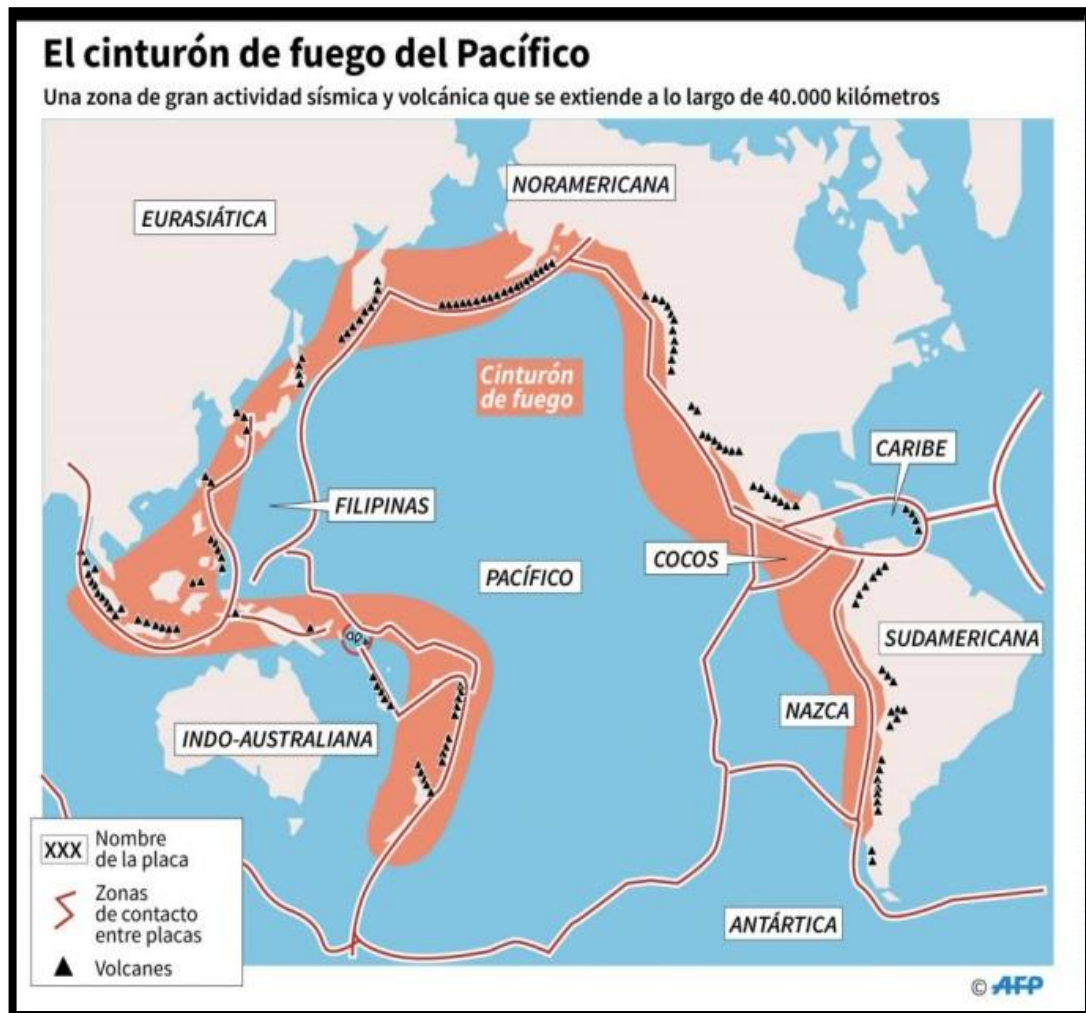 El cinturón de fuego del Pacífico
Una zona de gran actividad sísmica y volcánica que se extiende a lo largo de 40.000 kilómetros
NORAMERICANA
EURASIÁTICA
Cinturón
de fuego
CARIBE
FILIPINAS
COCOS
PACÍFICO
SUDAMERICANA
NAZCA
INDO-AUSTRALIANA
XXX Nombre
de la placa
Zonas
de contacto
entre placas
Volcanes
ANTÁRTICA
© AFP